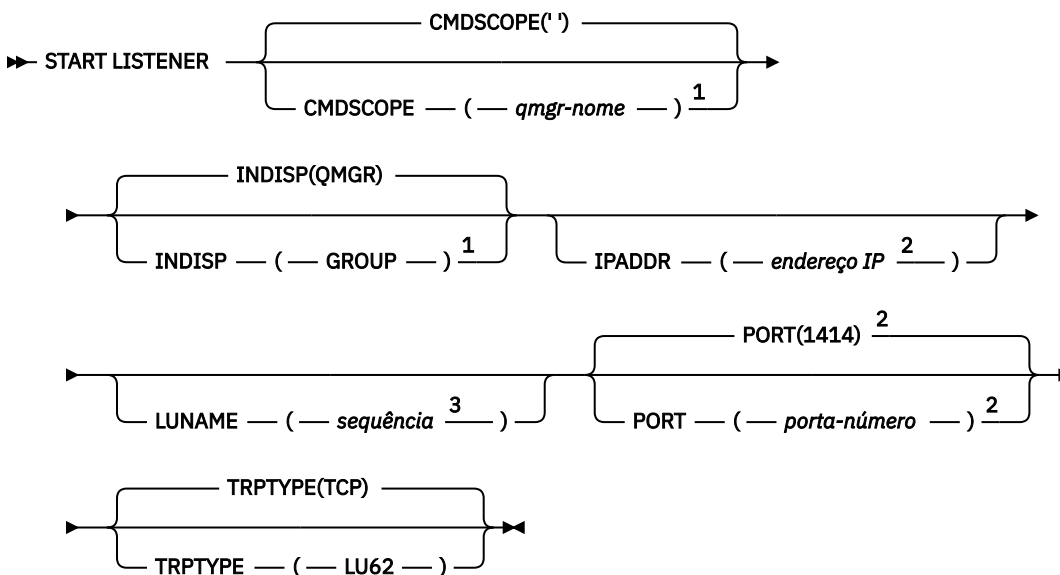 CMDSCOPE(' ')
START LISTENER
CMDSCOPE ( qmgr-nome ) 1
INDISP(QMGR)
INDISP ( GROUP ) 1
IPADDR ( endereço IP 2 )
PORT(1414) 2
LUNAME ( sequência 3 )
PORT ( porta-número ) 2
TRPTYPE(TCP)
TRPTYPE ( LU62 )